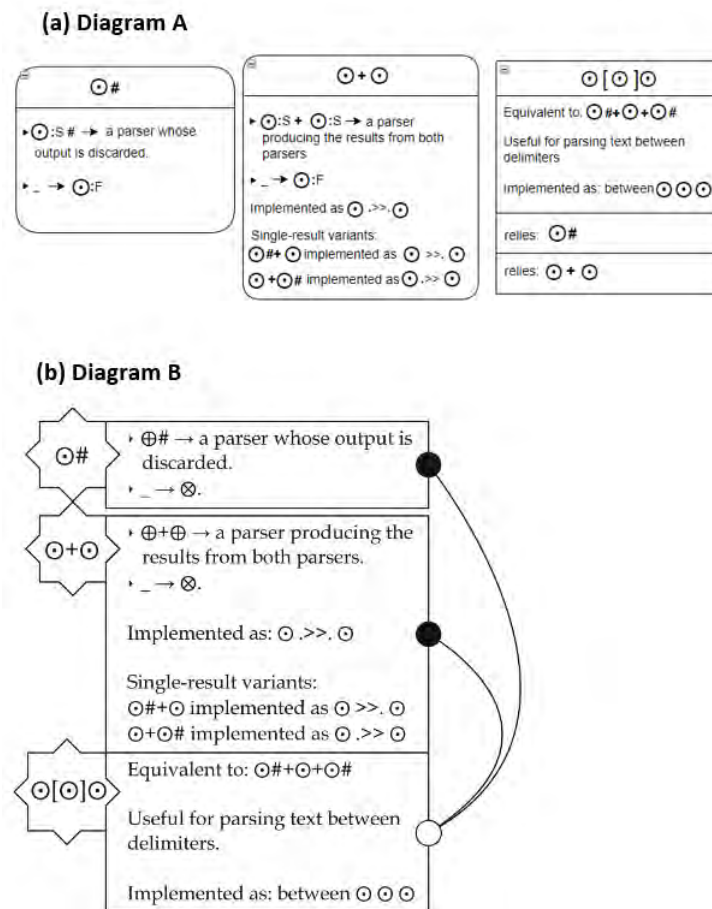 (a) Diagram A
⊙#
▸ ⊙:S # → a parser whose
output is discarded.
▸ _ → ⊙:F
⊙+⊙
▸ ⊙:S + ⊙:S → a parser
producing the results from both
parsers
▸ _ → ⊙:F
Implemented as ⊙ .>>. ⊙
Single-result variants:
⊙#+ ⊙ implemented as ⊙ >>. ⊙
⊙ +⊙# implemented as ⊙ .>> ⊙
⊙[⊙]⊙
Equivalent to: ⊙#+⊙+⊙#
Useful for parsing text between
delimiters
Implemented as: between ⊙ ⊙ ⊙
relies: ⊙#
relies: ⊙ + ⊙
(b) Diagram B
⊙#
‣ ⊕# → a parser whose output is
discarded.
‣ _ → ⊗.
⊙+⊙
‣ ⊕+⊕ → a parser producing the
results from both parsers.
‣ _ → ⊗.
Implemented as: ⊙ .>>. ⊙
Single-result variants:
⊙#+⊙ implemented as ⊙ >>. ⊙
⊙+⊙# implemented as ⊙ .>> ⊙
⊙[⊙]⊙
Equivalent to: ⊙#+⊙+⊙#
Useful for parsing text between
delimiters.
Implemented as: between ⊙ ⊙ ⊙